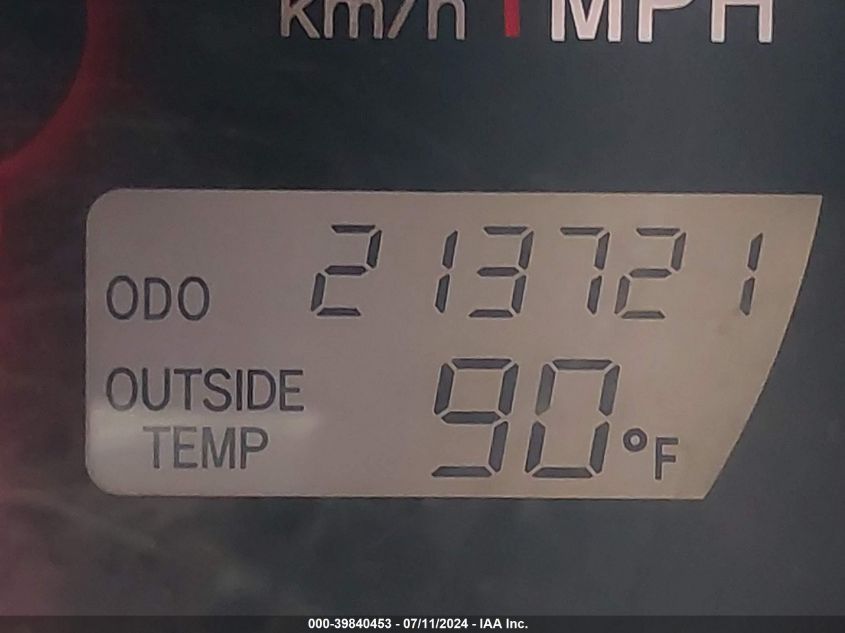 km/h MPH
ODO 213721
OUTSIDE
TEMP 90°F
000-39840453 - 07/11/2024 - IAA Inc.